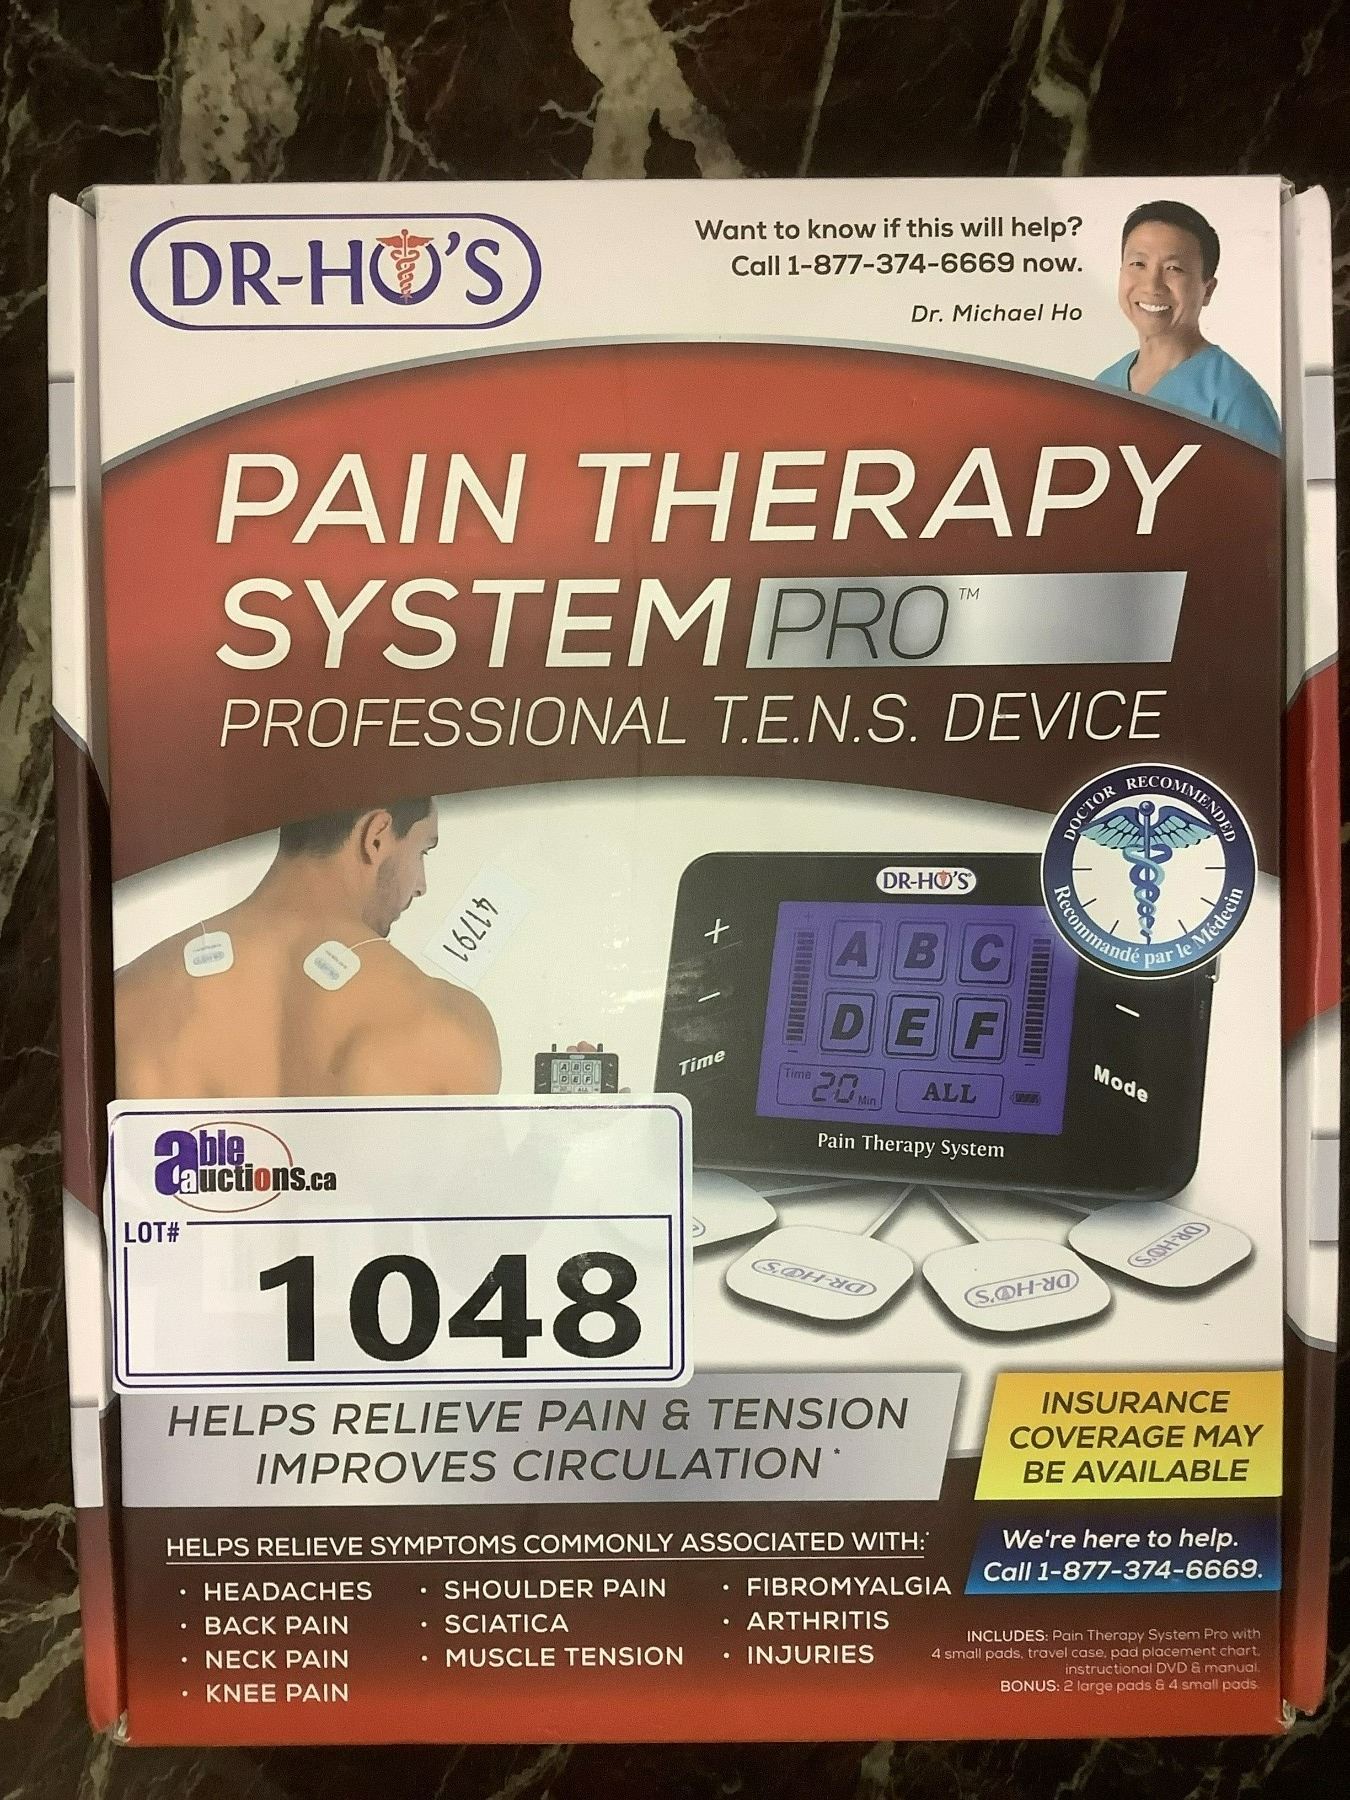 DR-HO'S
Want to know if this will help?
Call 1-877-374-6669 now.
Dr. Michael Ho
PAIN THERAPY
SYSTEM PRO™
PROFESSIONAL T.E.N.S. DEVICE
DOCTOR RECOMMENDED
Recommandé par le Médecin
41791
DR-HO'S
+
−
Time
A B C
D E F
Time 20 Min
ALL
−
Mode
Pain Therapy System
A B C
D E F
ALL
DR-HO'S
DR-HO'S
DR-HO'S
able
auctions.ca
LOT#
1048
HELPS RELIEVE PAIN & TENSION
IMPROVES CIRCULATION*
INSURANCE
COVERAGE MAY
BE AVAILABLE
We're here to help.
Call 1-877-374-6669.
HELPS RELIEVE SYMPTOMS COMMONLY ASSOCIATED WITH:*
• HEADACHES
• BACK PAIN
• NECK PAIN
• KNEE PAIN
• SHOULDER PAIN
• SCIATICA
• MUSCLE TENSION
• FIBROMYALGIA
• ARTHRITIS
• INJURIES
INCLUDES: Pain Therapy System Pro with
4 small pads, travel case, pad placement chart,
instructional DVD & manual.
BONUS: 2 large pads & 4 small pads.